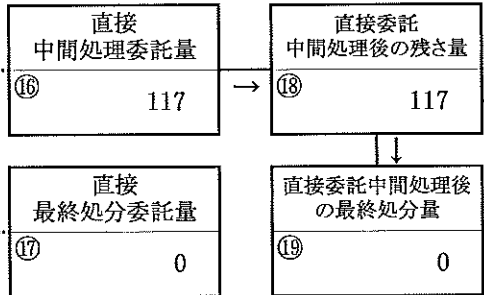 直接
中間処理委託量
⑯
117
→
直接委託
中間処理後の残さ量
⑱
117
↓
直接
最終処分委託量
⑰
0
直接委託中間処理後
の最終処分量
⑲
0